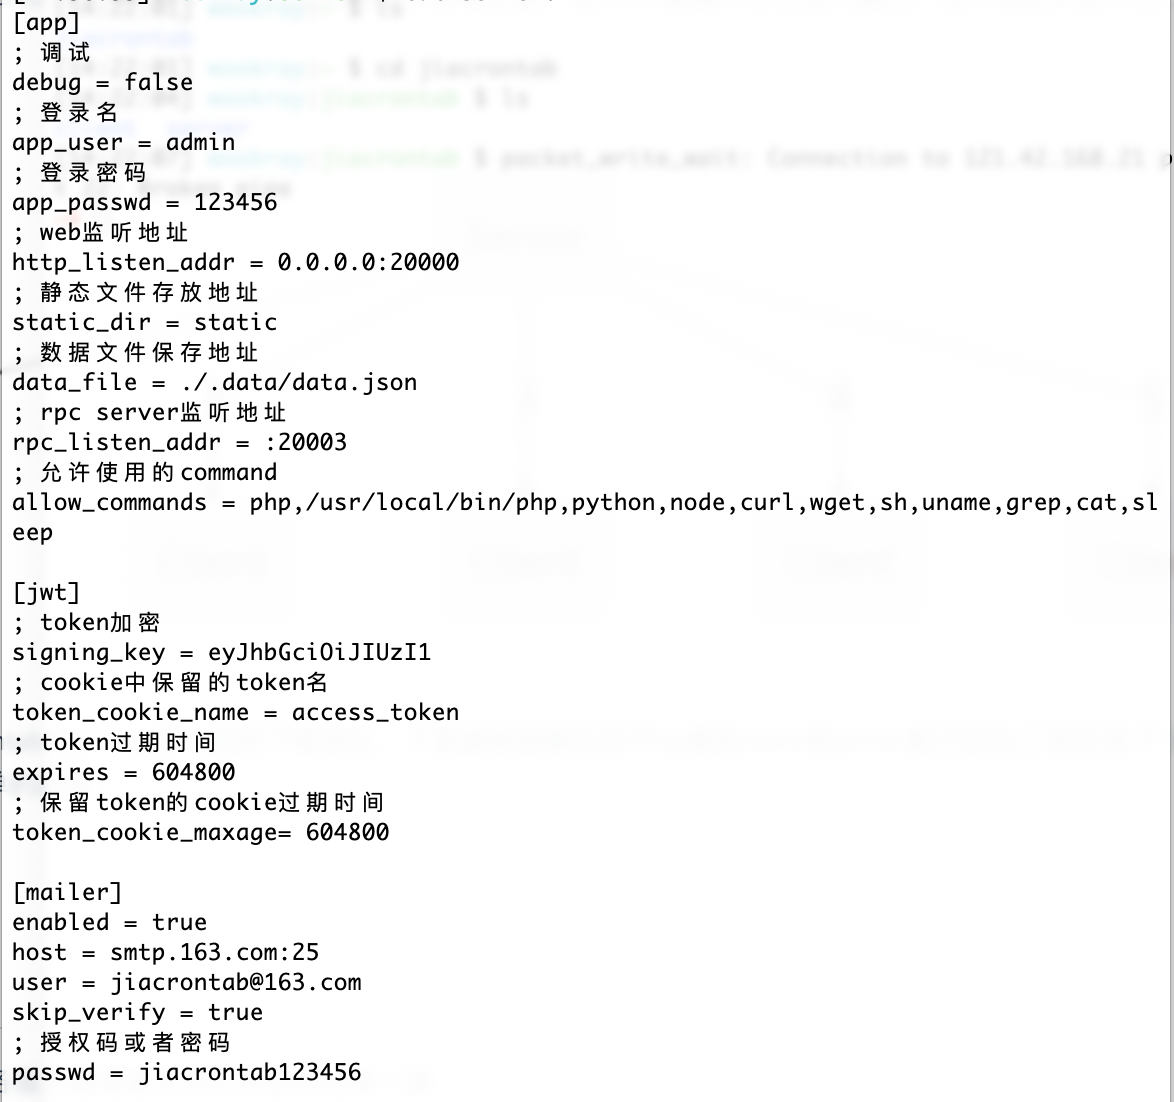 [app]
; 调试
debug = false
; 登录名
app_user = admin
; 登录密码
app_passwd = 123456
; web监听地址
http_listen_addr = 0.0.0.0:20000
; 静态文件存放地址
static_dir = static
; 数据文件保存地址
data_file = ./.data/data.json
; rpc server监听地址
rpc_listen_addr = :20003
; 允许使用的command
allow_commands = php,/usr/local/bin/php,python,node,curl,wget,sh,uname,grep,cat,sl
eep
[jwt]
; token加密
signing_key = eyJhbGciOiJIUzI1
; cookie中保留的token名
token_cookie_name = access_token
; token过期时间
expires = 604800
; 保留token的cookie过期时间
token_cookie_maxage= 604800
[mailer]
enabled = true
host = smtp.163.com:25
user = jiacrontab@163.com
skip_verify = true
; 授权码或者密码
passwd = jiacrontab123456